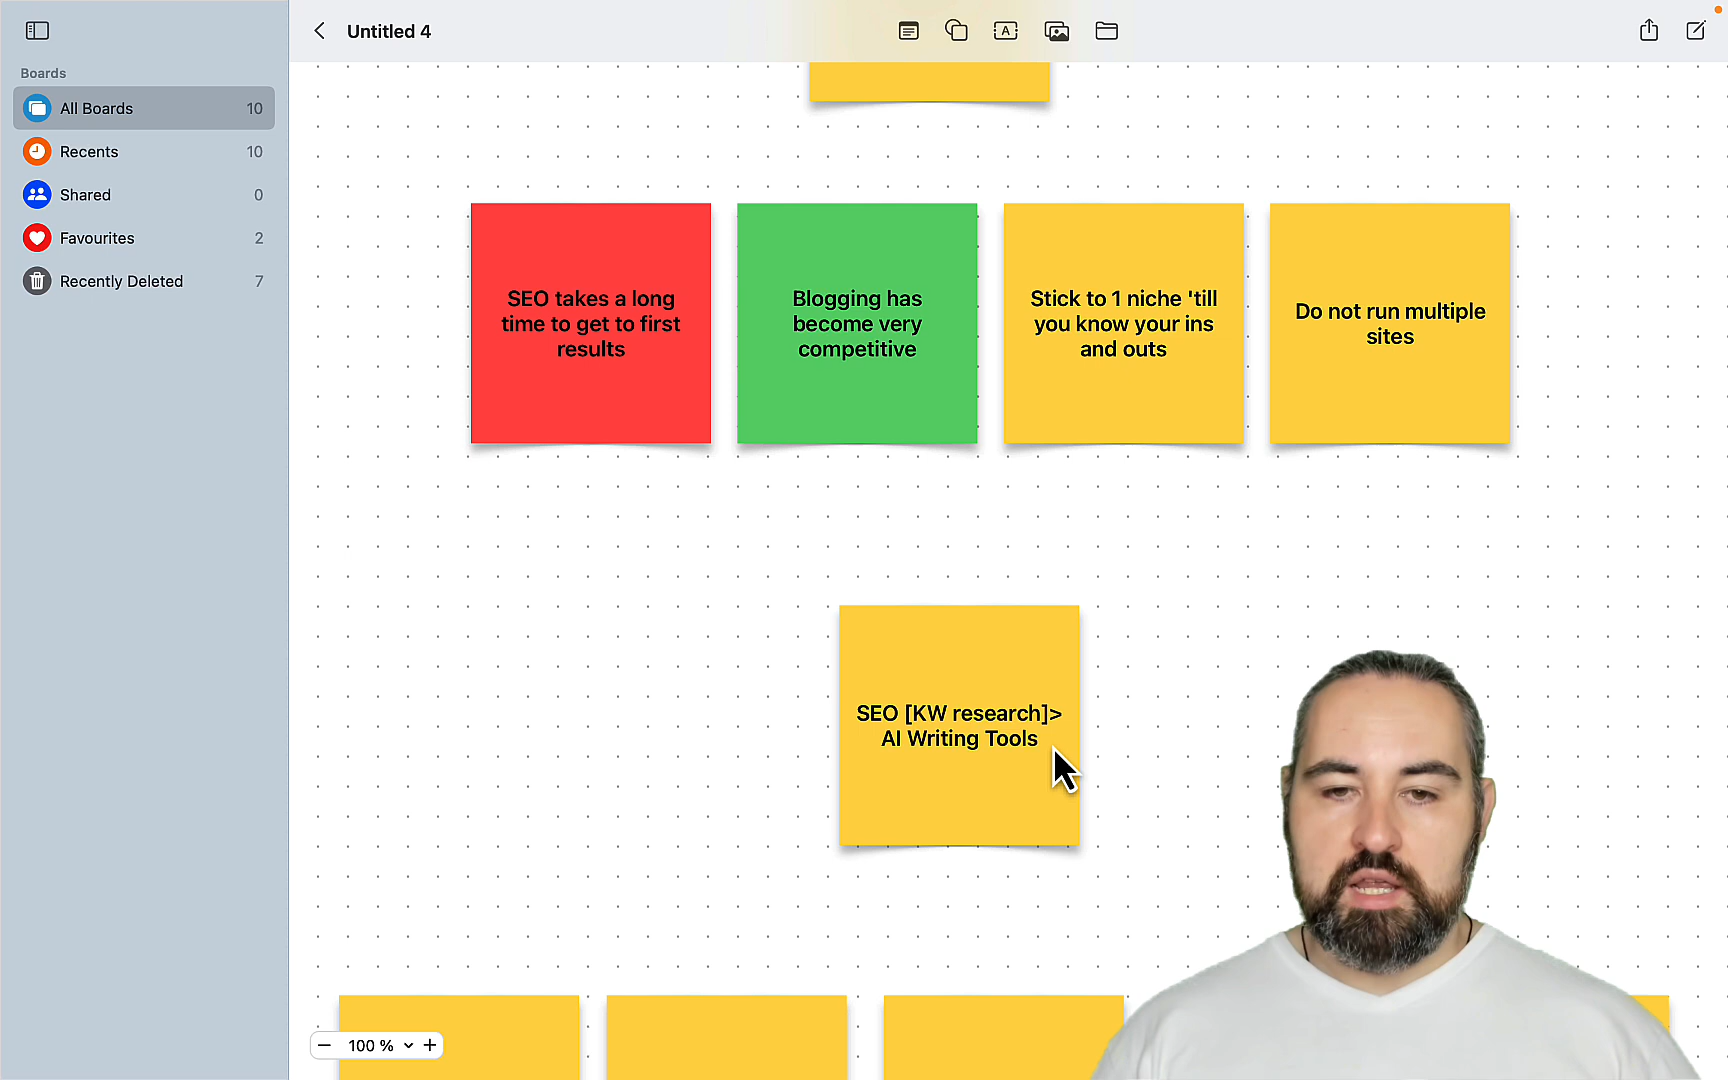 Untitled 4
Boards
All Boards 10
Recents 10
Shared 0
Favourites 2
Recently Deleted 7
SEO takes a long
time to get to first
results
Blogging has
become very
competitive
Stick to 1 niche 'till
you know your ins
and outs
Do not run multiple
sites
SEO [KW research]>
AI Writing Tools
100 %